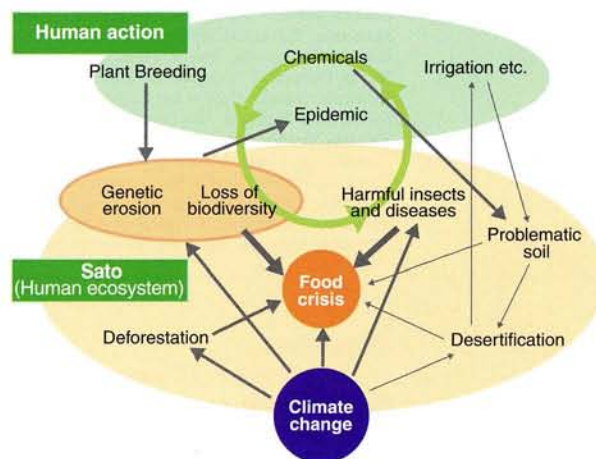 Human action
Chemicals
Plant Breeding
Irrigation etc.
Epidemic
Genetic
erosion
Loss of
biodiversity
Harmful insects
and diseases
Problematic
soil
Sato
(Human ecosystem)
Food
crisis
Deforestation
Desertification
Climate
change